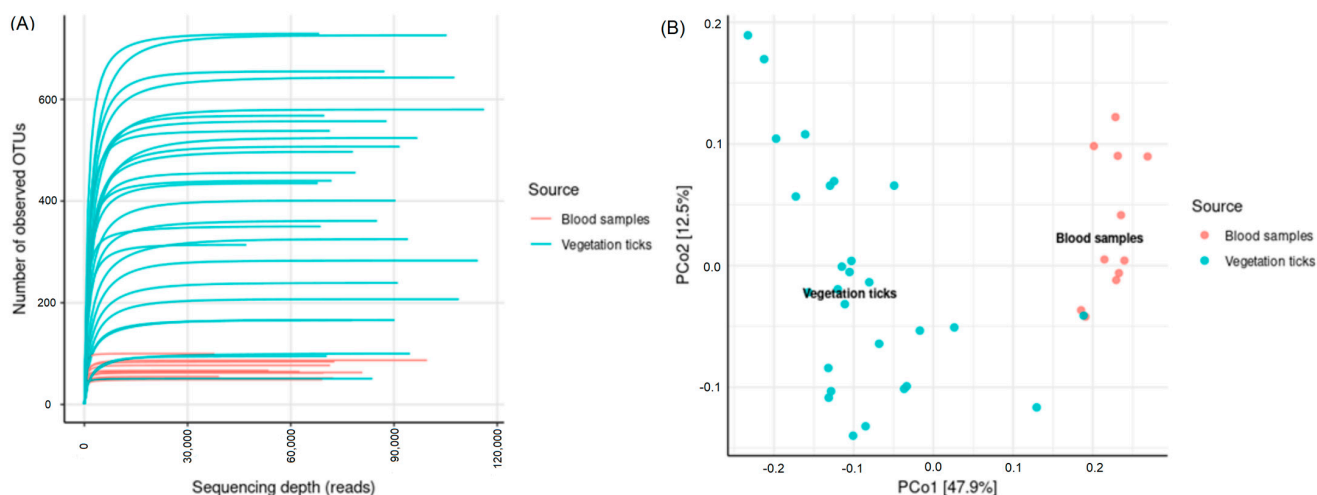 (A)
Number of observed OTUs
600
400
200
0
0
30,000
60,000
90,000
120,000
Sequencing depth (reads)
Source
Blood samples
Vegetation ticks
(B)
PCo2 [12.5%]
0.2
0.1
0.0
-0.1
Blood samples
Vegetation ticks
-0.2
-0.1
0.0
0.1
0.2
PCo1 [47.9%]
Source
Blood samples
Vegetation ticks